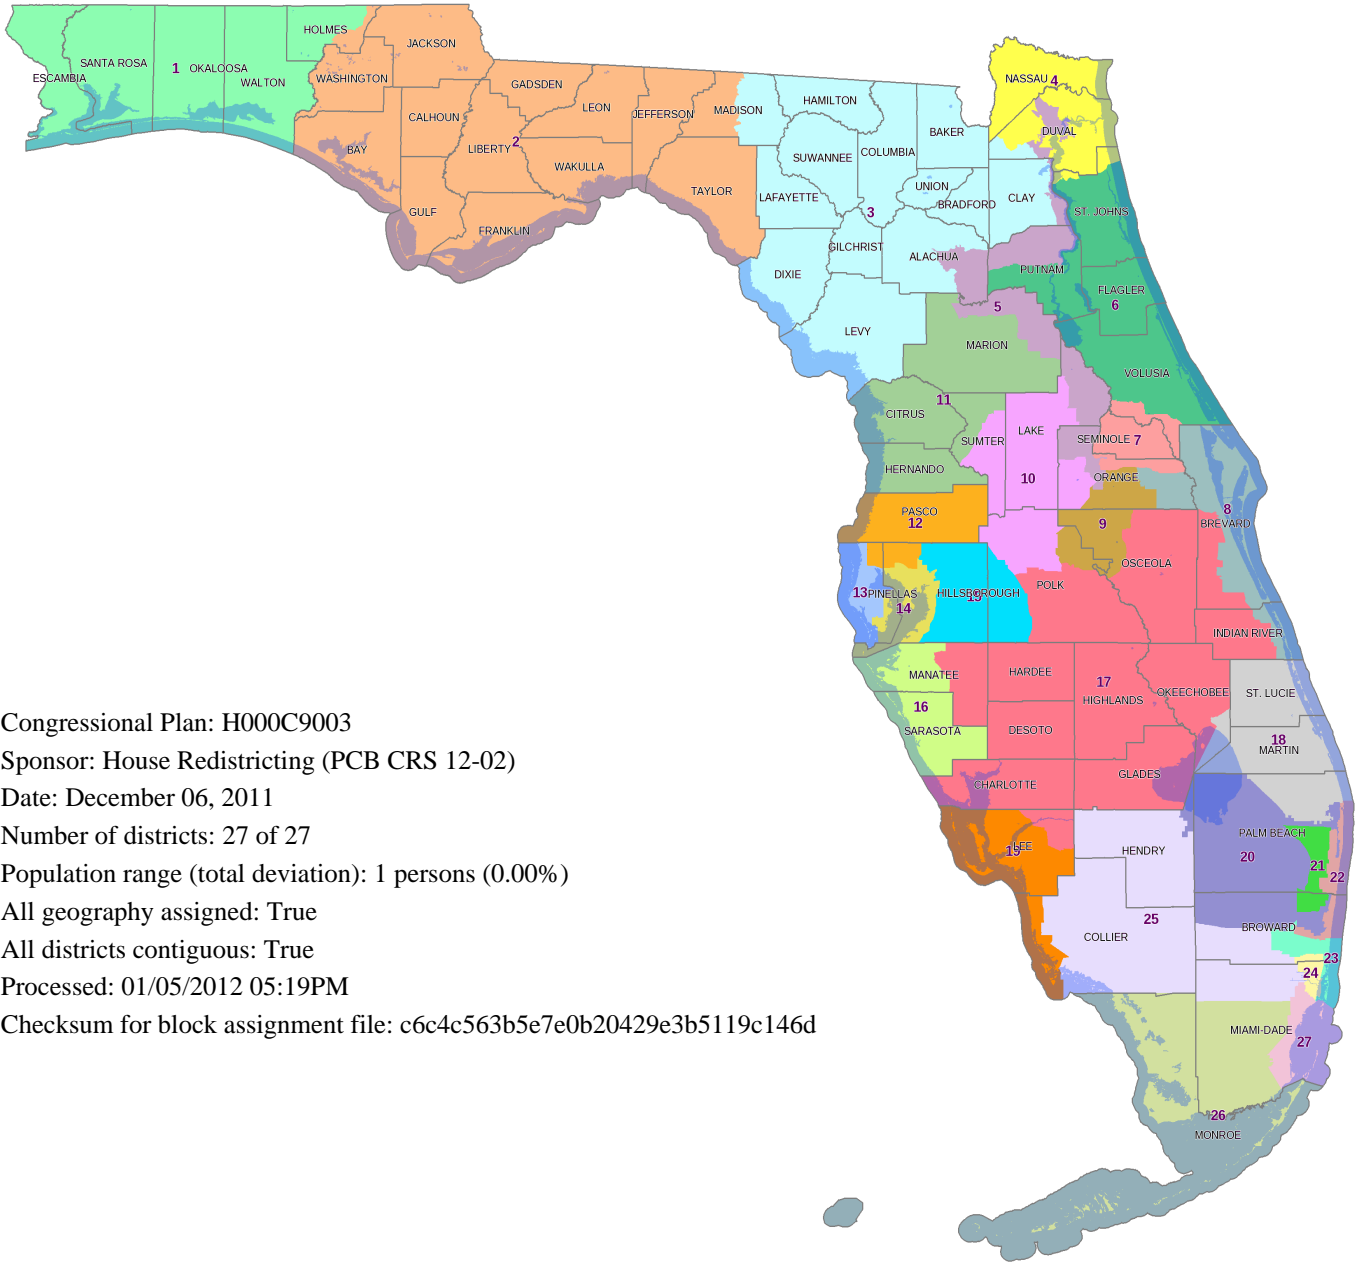 HOLMES
JACKSON
SANTA ROSA
1
OKALOOSA
ESCAMBIA
WALTON
WASHINGTON
GADSDEN
LEON
JEFFERSON
MADISON
HAMILTON
NASSAU 4
CALHOUN
LIBERTY 2
BAY
WAKULLA
BAKER
DUVAL
SUWANNEE
COLUMBIA
TAYLOR
LAFAYETTE
UNION
BRADFORD
CLAY
GULF
FRANKLIN
3
ST. JOHNS
GILCHRIST
ALACHUA
DIXIE
PUTNAM
FLAGLER
5
6
LEVY
MARION
VOLUSIA
11
CITRUS
LAKE
SUMTER
SEMINOLE 7
HERNANDO
10
ORANGE
PASCO
12
9
8
BREVARD
OSCEOLA
13
PINELLAS
14
HILLSBOROUGH
15
POLK
INDIAN RIVER
MANATEE
HARDEE
17
HIGHLANDS
OKEECHOBEE
ST. LUCIE
16
SARASOTA
DESOTO
18
MARTIN
CHARLOTTE
GLADES
Congressional Plan: H000C9003
Sponsor: House Redistricting (PCB CRS 12-02)
Date: December 06, 2011
Number of districts: 27 of 27
Population range (total deviation): 1 persons (0.00%)
All geography assigned: True
All districts contiguous: True
Processed: 01/05/2012 05:19PM
Checksum for block assignment file: c6c4c563b5e7e0b20429e3b5119c146d
PALM BEACH
19
LEE
HENDRY
20
21
22
25
COLLIER
BROWARD
23
24
MIAMI-DADE
27
26
MONROE